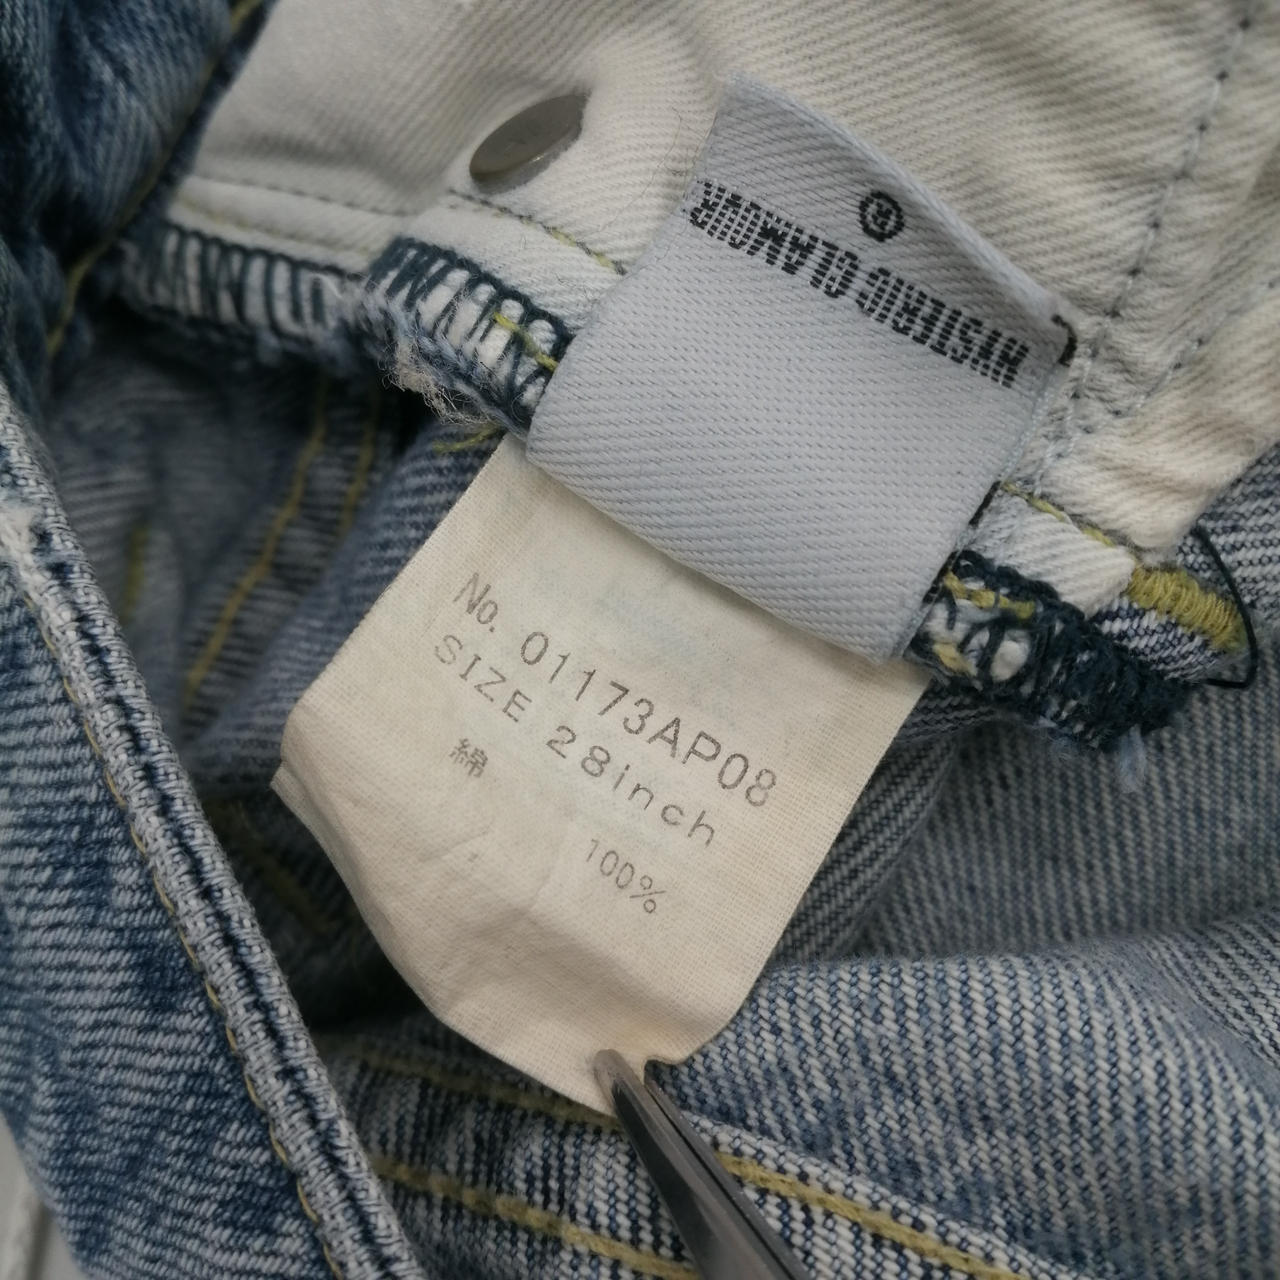 HYSTERIC GLAMOUR
®
No. 01173AP08
SIZE 28inch
綿 100%